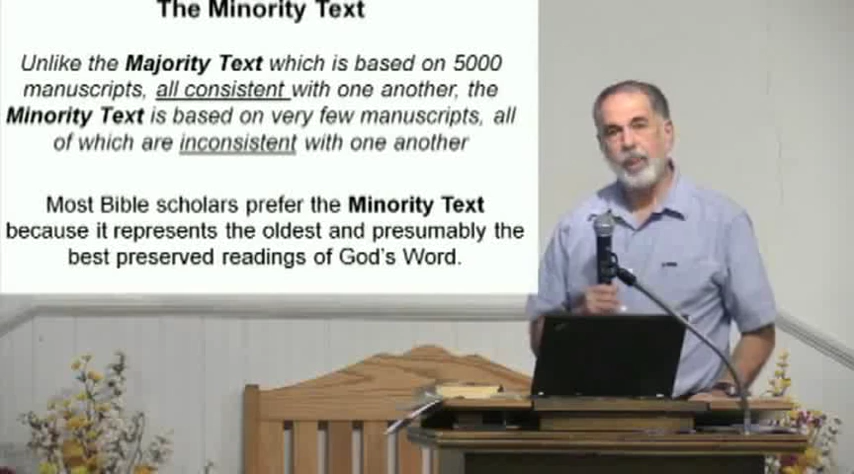 The Minority Text
Unlike the Majority Text which is based on 5000
manuscripts, all consistent with one another, the
Minority Text is based on very few manuscripts, all
of which are inconsistent with one another
Most Bible scholars prefer the Minority Text
because it represents the oldest and presumably the
best preserved readings of God's Word.